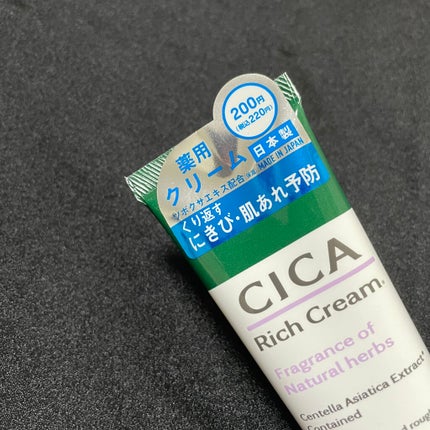 200円
(税込220円)
薬用
クリーム 日本製
ツボクサエキス配合 MADE IN JAPAN
くり返す
にきび・肌あれ予防
CICA
Rich Cream.
Fragrance of
Natural herbs
Centella Asiatica Extract
Contained